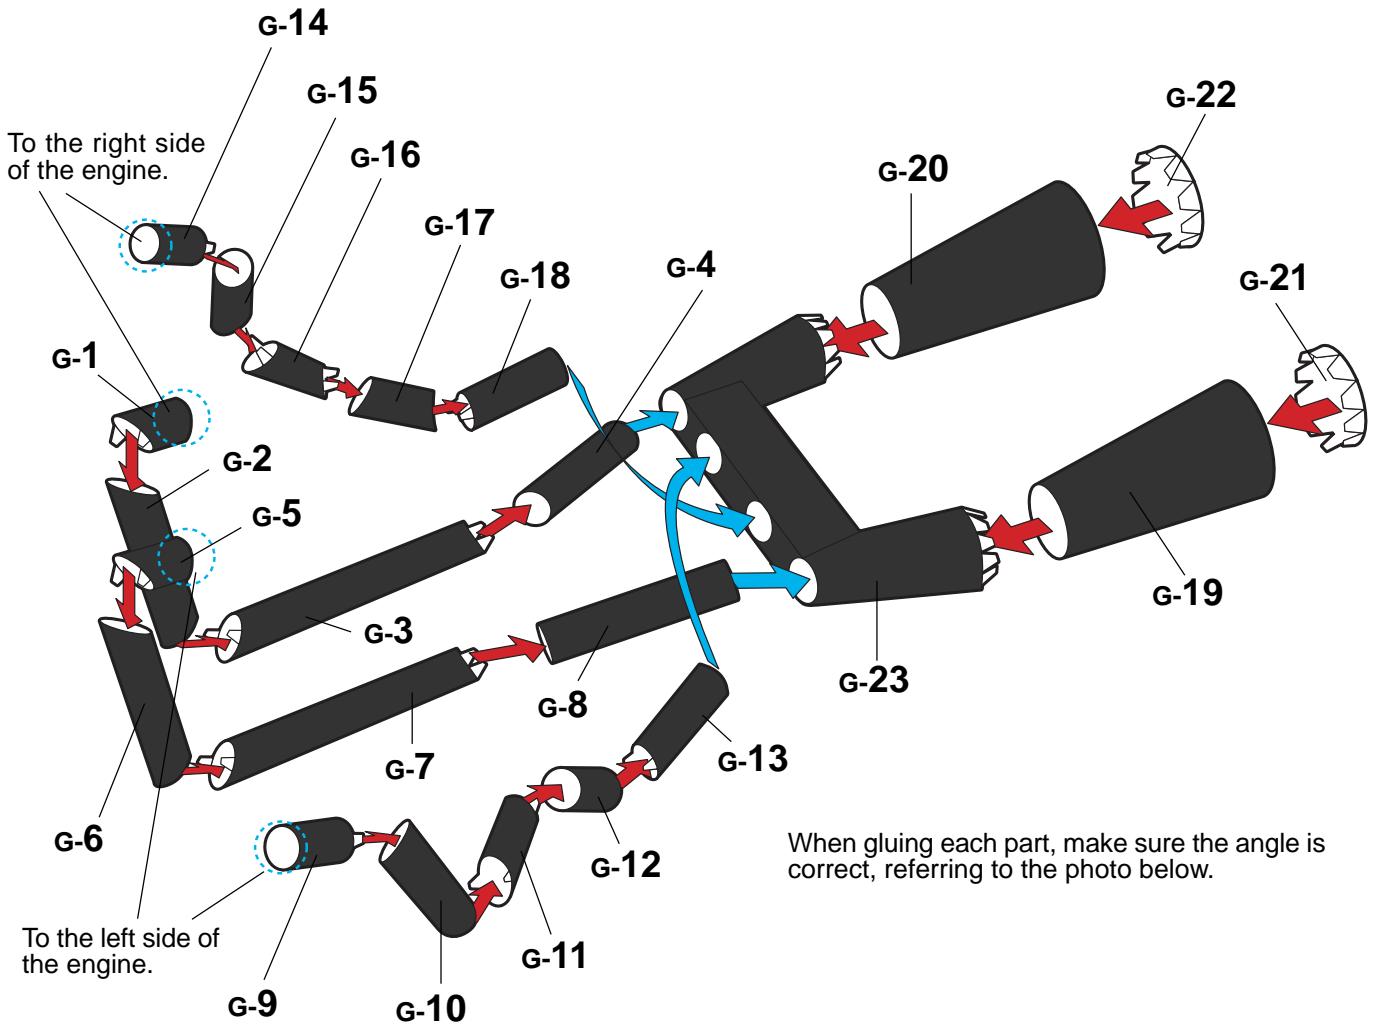 G-14
G-15
G-22
To the right side
of the engine.
G-16
G-20
G-17
G-18
G-4
G-21
G-1
G-2
G-5
G-3
G-19
G-23
G-8
G-7
G-13
G-6
G-12
When gluing each part, make sure the angle is
correct, referring to the photo below.
To the left side of
the engine.
G-11
G-9
G-10